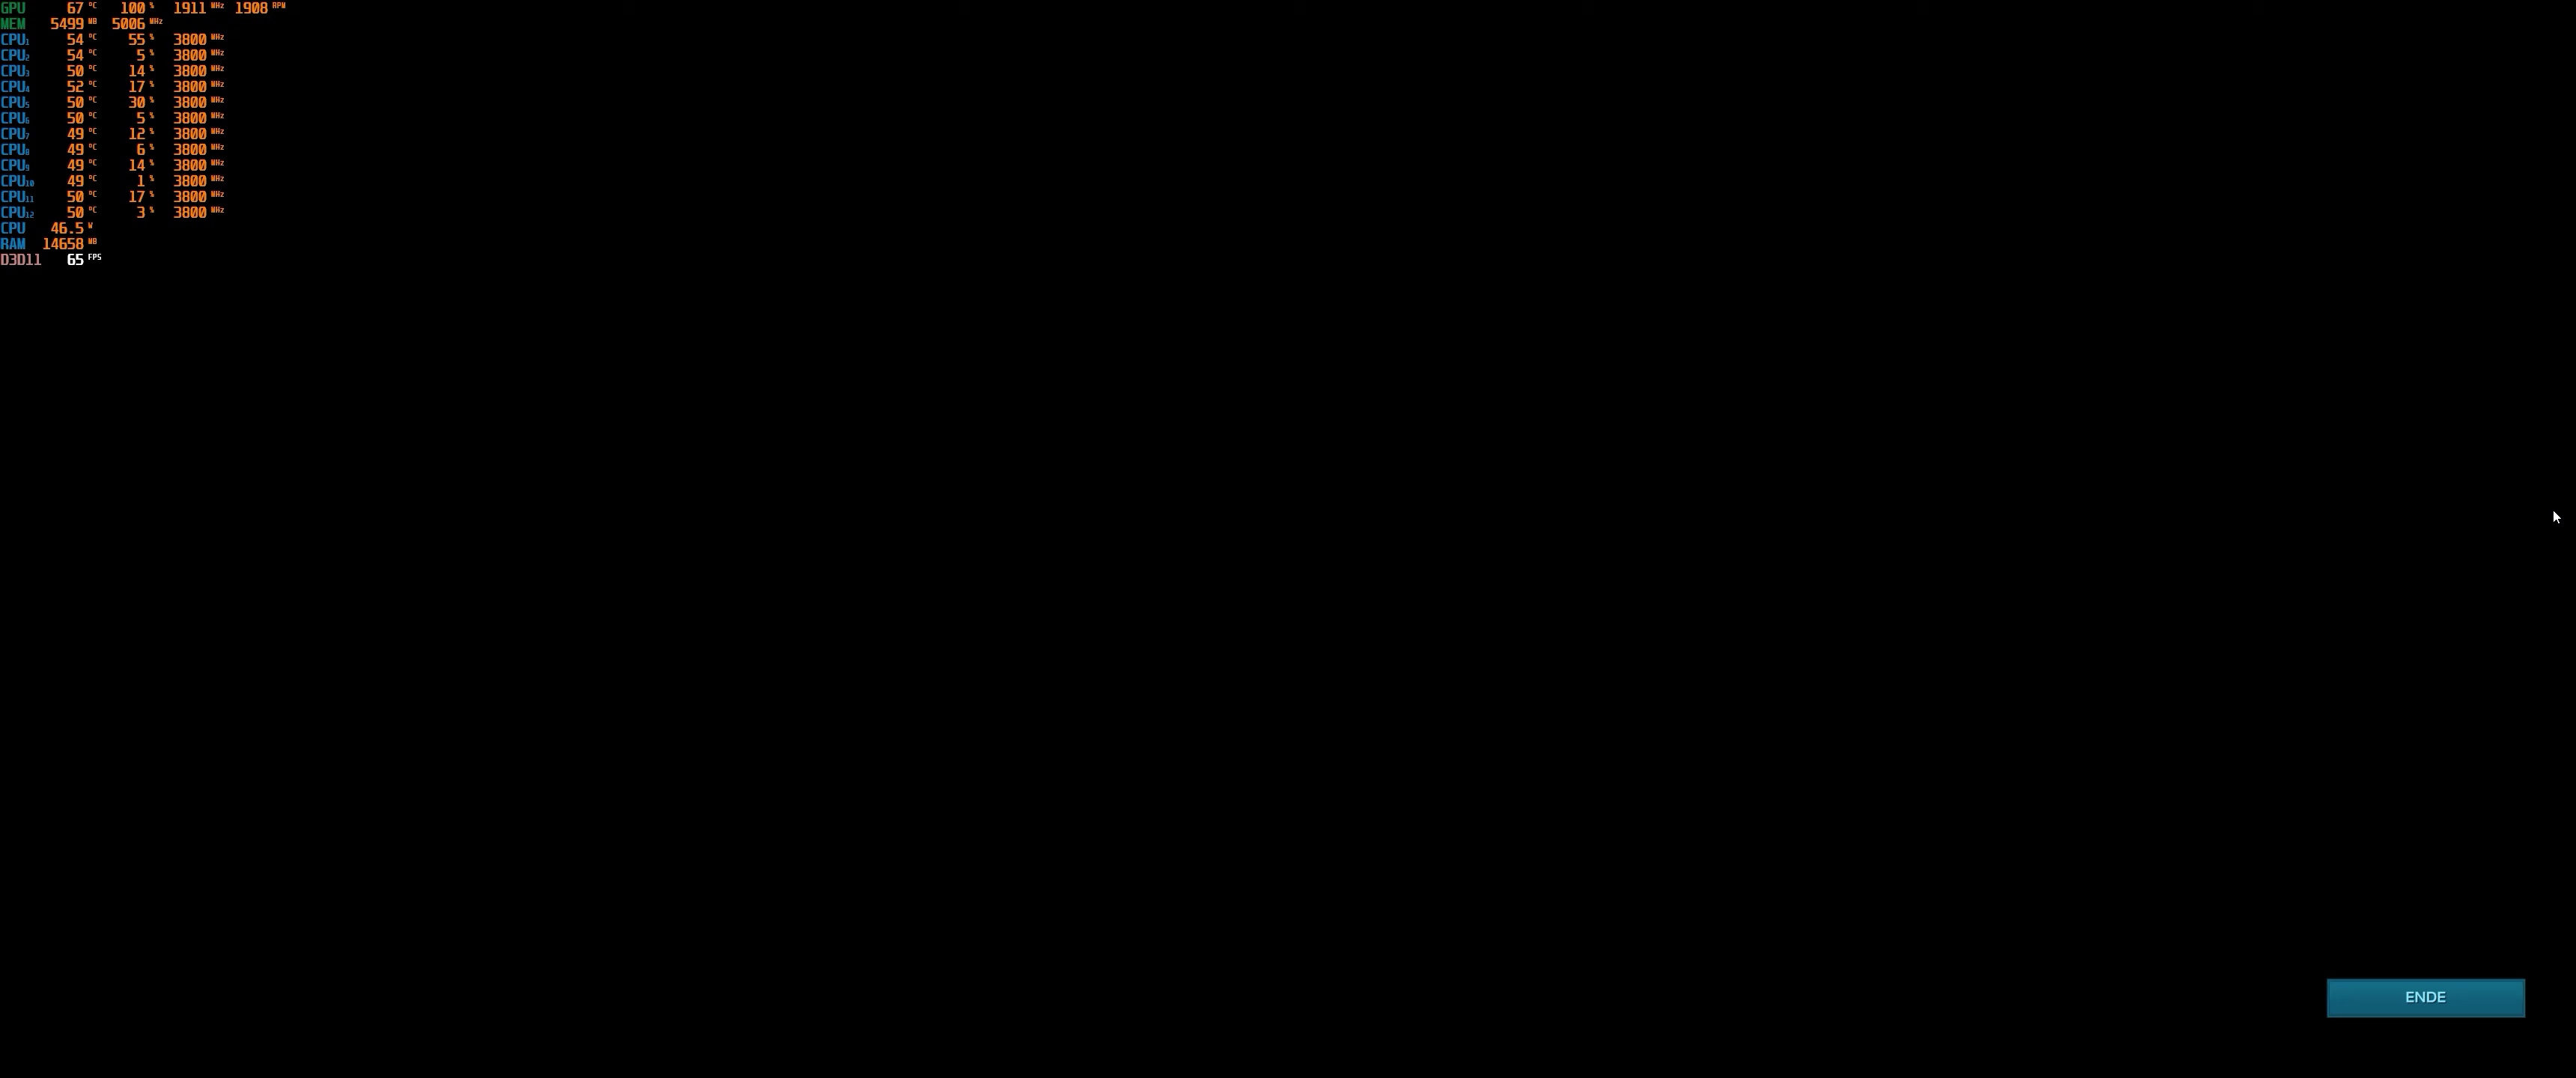 GPU 67 °C 100 % 1911 MHz 1908 RPM
MEM 5499 MB 5006 MHz
CPU1 54 °C 55 % 3800 MHz
CPU2 54 °C 5 % 3800 MHz
CPU3 50 °C 14 % 3800 MHz
CPU4 52 °C 17 % 3800 MHz
CPU5 50 °C 30 % 3800 MHz
CPU6 50 °C 5 % 3800 MHz
CPU7 49 °C 12 % 3800 MHz
CPU8 49 °C 6 % 3800 MHz
CPU9 49 °C 14 % 3800 MHz
CPU10 49 °C 1 % 3800 MHz
CPU11 50 °C 17 % 3800 MHz
CPU12 50 °C 3 % 3800 MHz
CPU 46.5 W
RAM 14658 MB
D3D11 65 FPS
ENDE